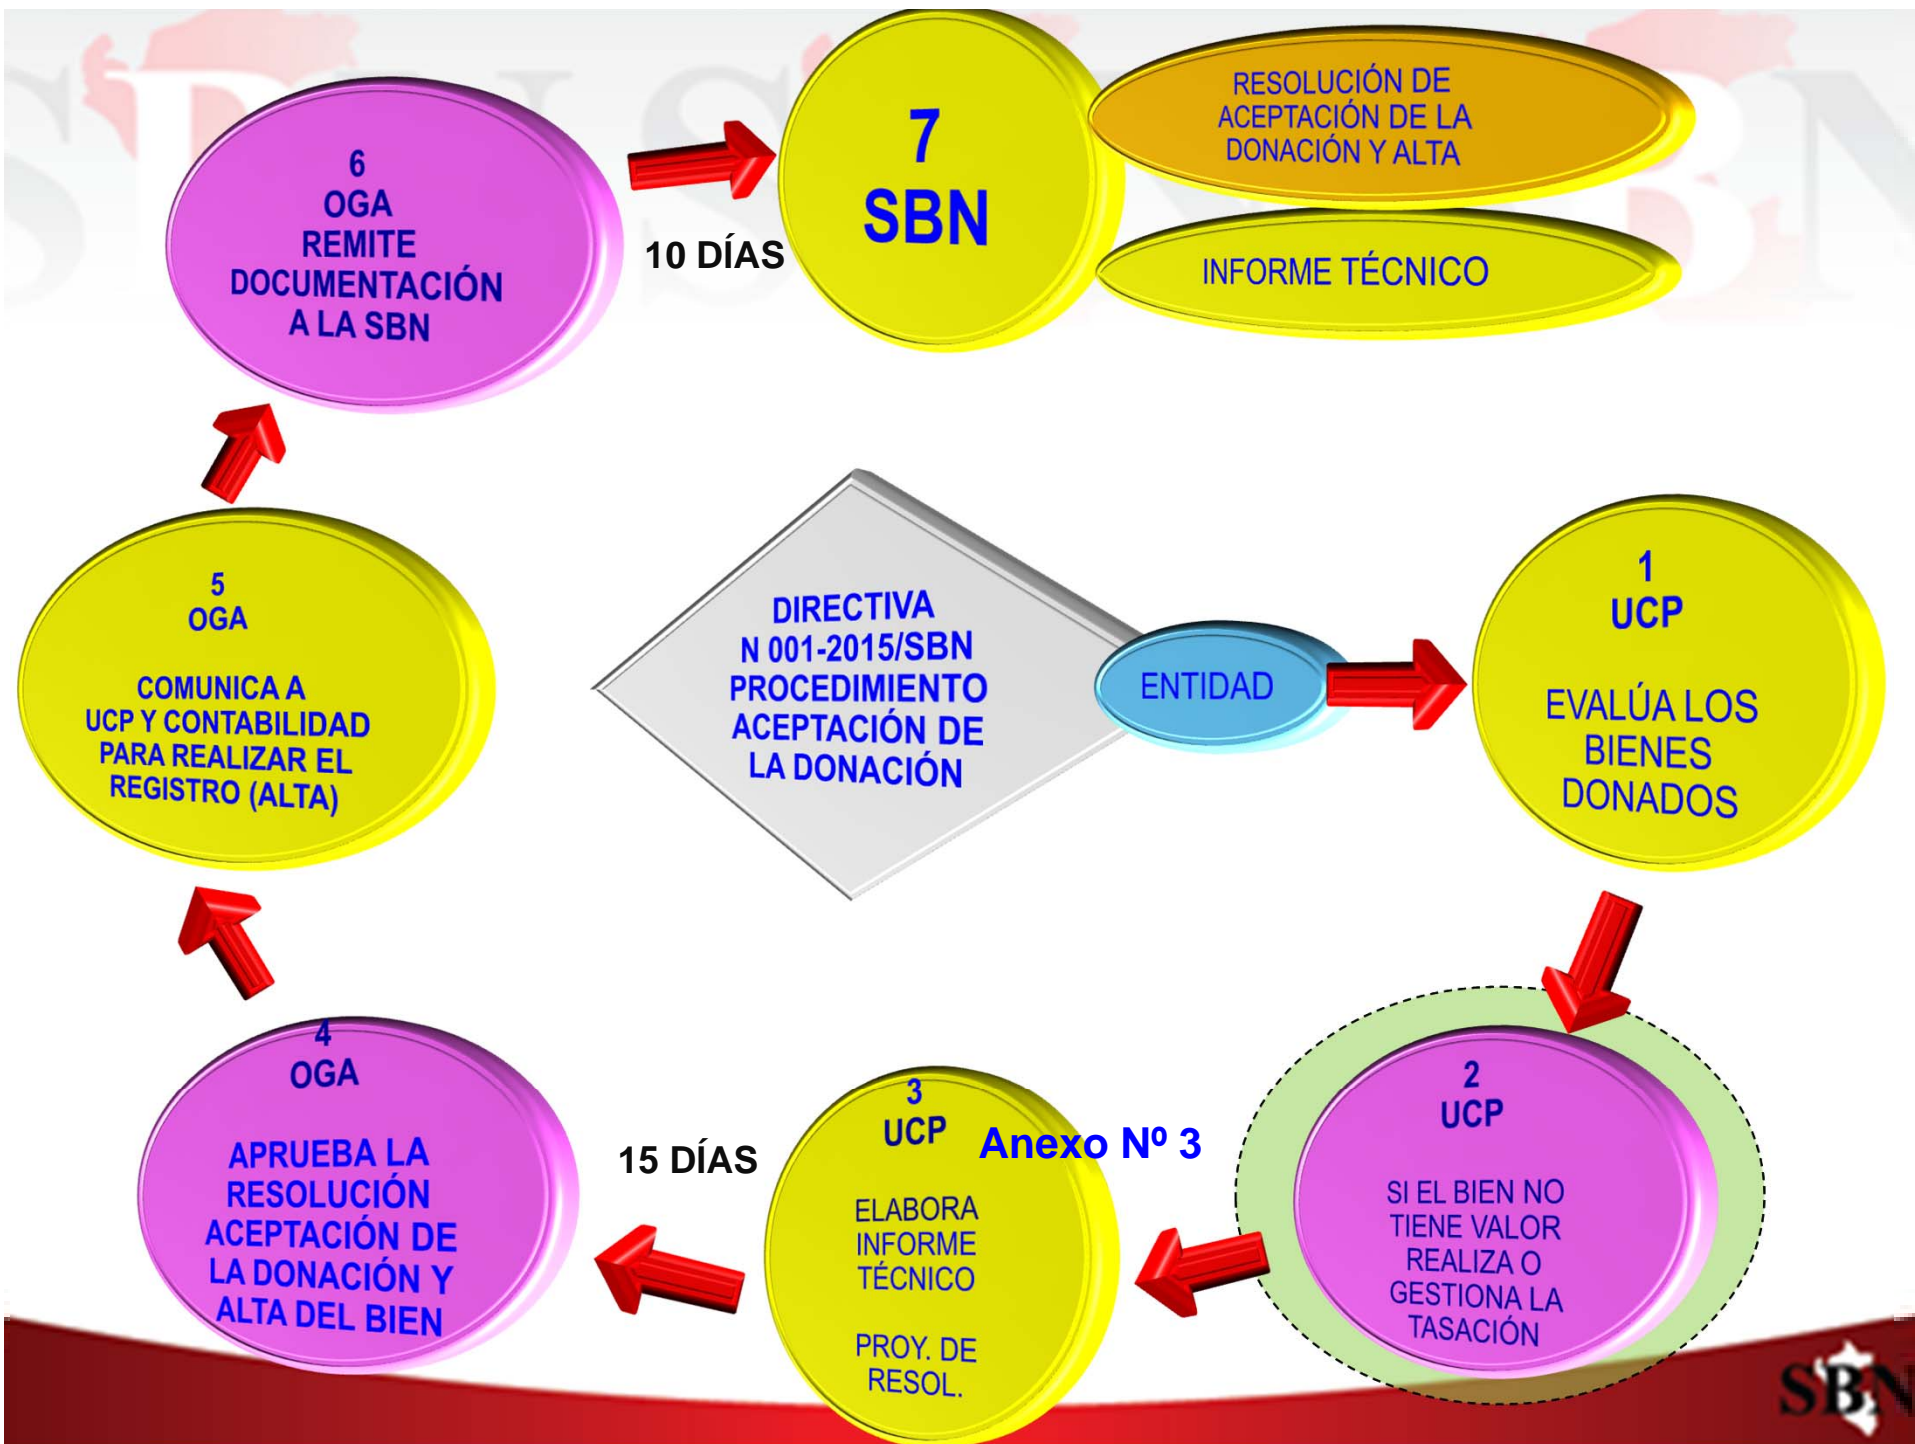 DIRECTIVA
N 001-2015/SBN
PROCEDIMIENTO
ACEPTACIÓN DE
LA DONACIÓN
ENTIDAD
1
UCP
EVALÚA LOS
BIENES
DONADOS
2
UCP
SI EL BIEN NO
TIENE VALOR
REALIZA O
GESTIONA LA
TASACIÓN
Anexo Nº 3
3
UCP
ELABORA
INFORME
TÉCNICO
PROY. DE
RESOL.
15 DÍAS
4
OGA
APRUEBA LA
RESOLUCIÓN
ACEPTACIÓN DE
LA DONACIÓN Y
ALTA DEL BIEN
5
OGA
COMUNICA A
UCP Y CONTABILIDAD
PARA REALIZAR EL
REGISTRO (ALTA)
6
OGA
REMITE
DOCUMENTACIÓN
A LA SBN
10 DÍAS
7
SBN
RESOLUCIÓN DE
ACEPTACIÓN DE LA
DONACIÓN Y ALTA
INFORME TÉCNICO
SBN